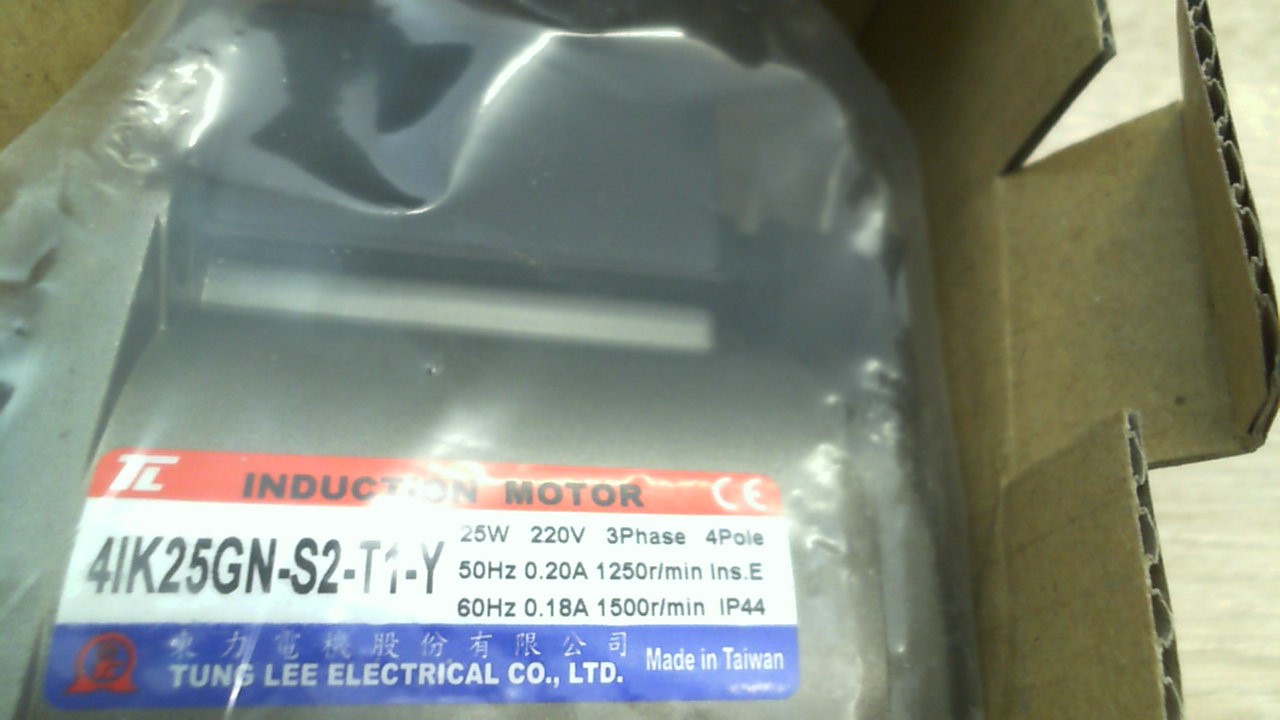 TL INDUCTION MOTOR CE
4IK25GN-S2-T1-Y
25W 220V 3Phase 4Pole
50Hz 0.20A 1250r/min Ins.E
60Hz 0.18A 1500r/min IP44
東力電機股份有限公司
TUNG LEE ELECTRICAL CO., LTD. Made in Taiwan